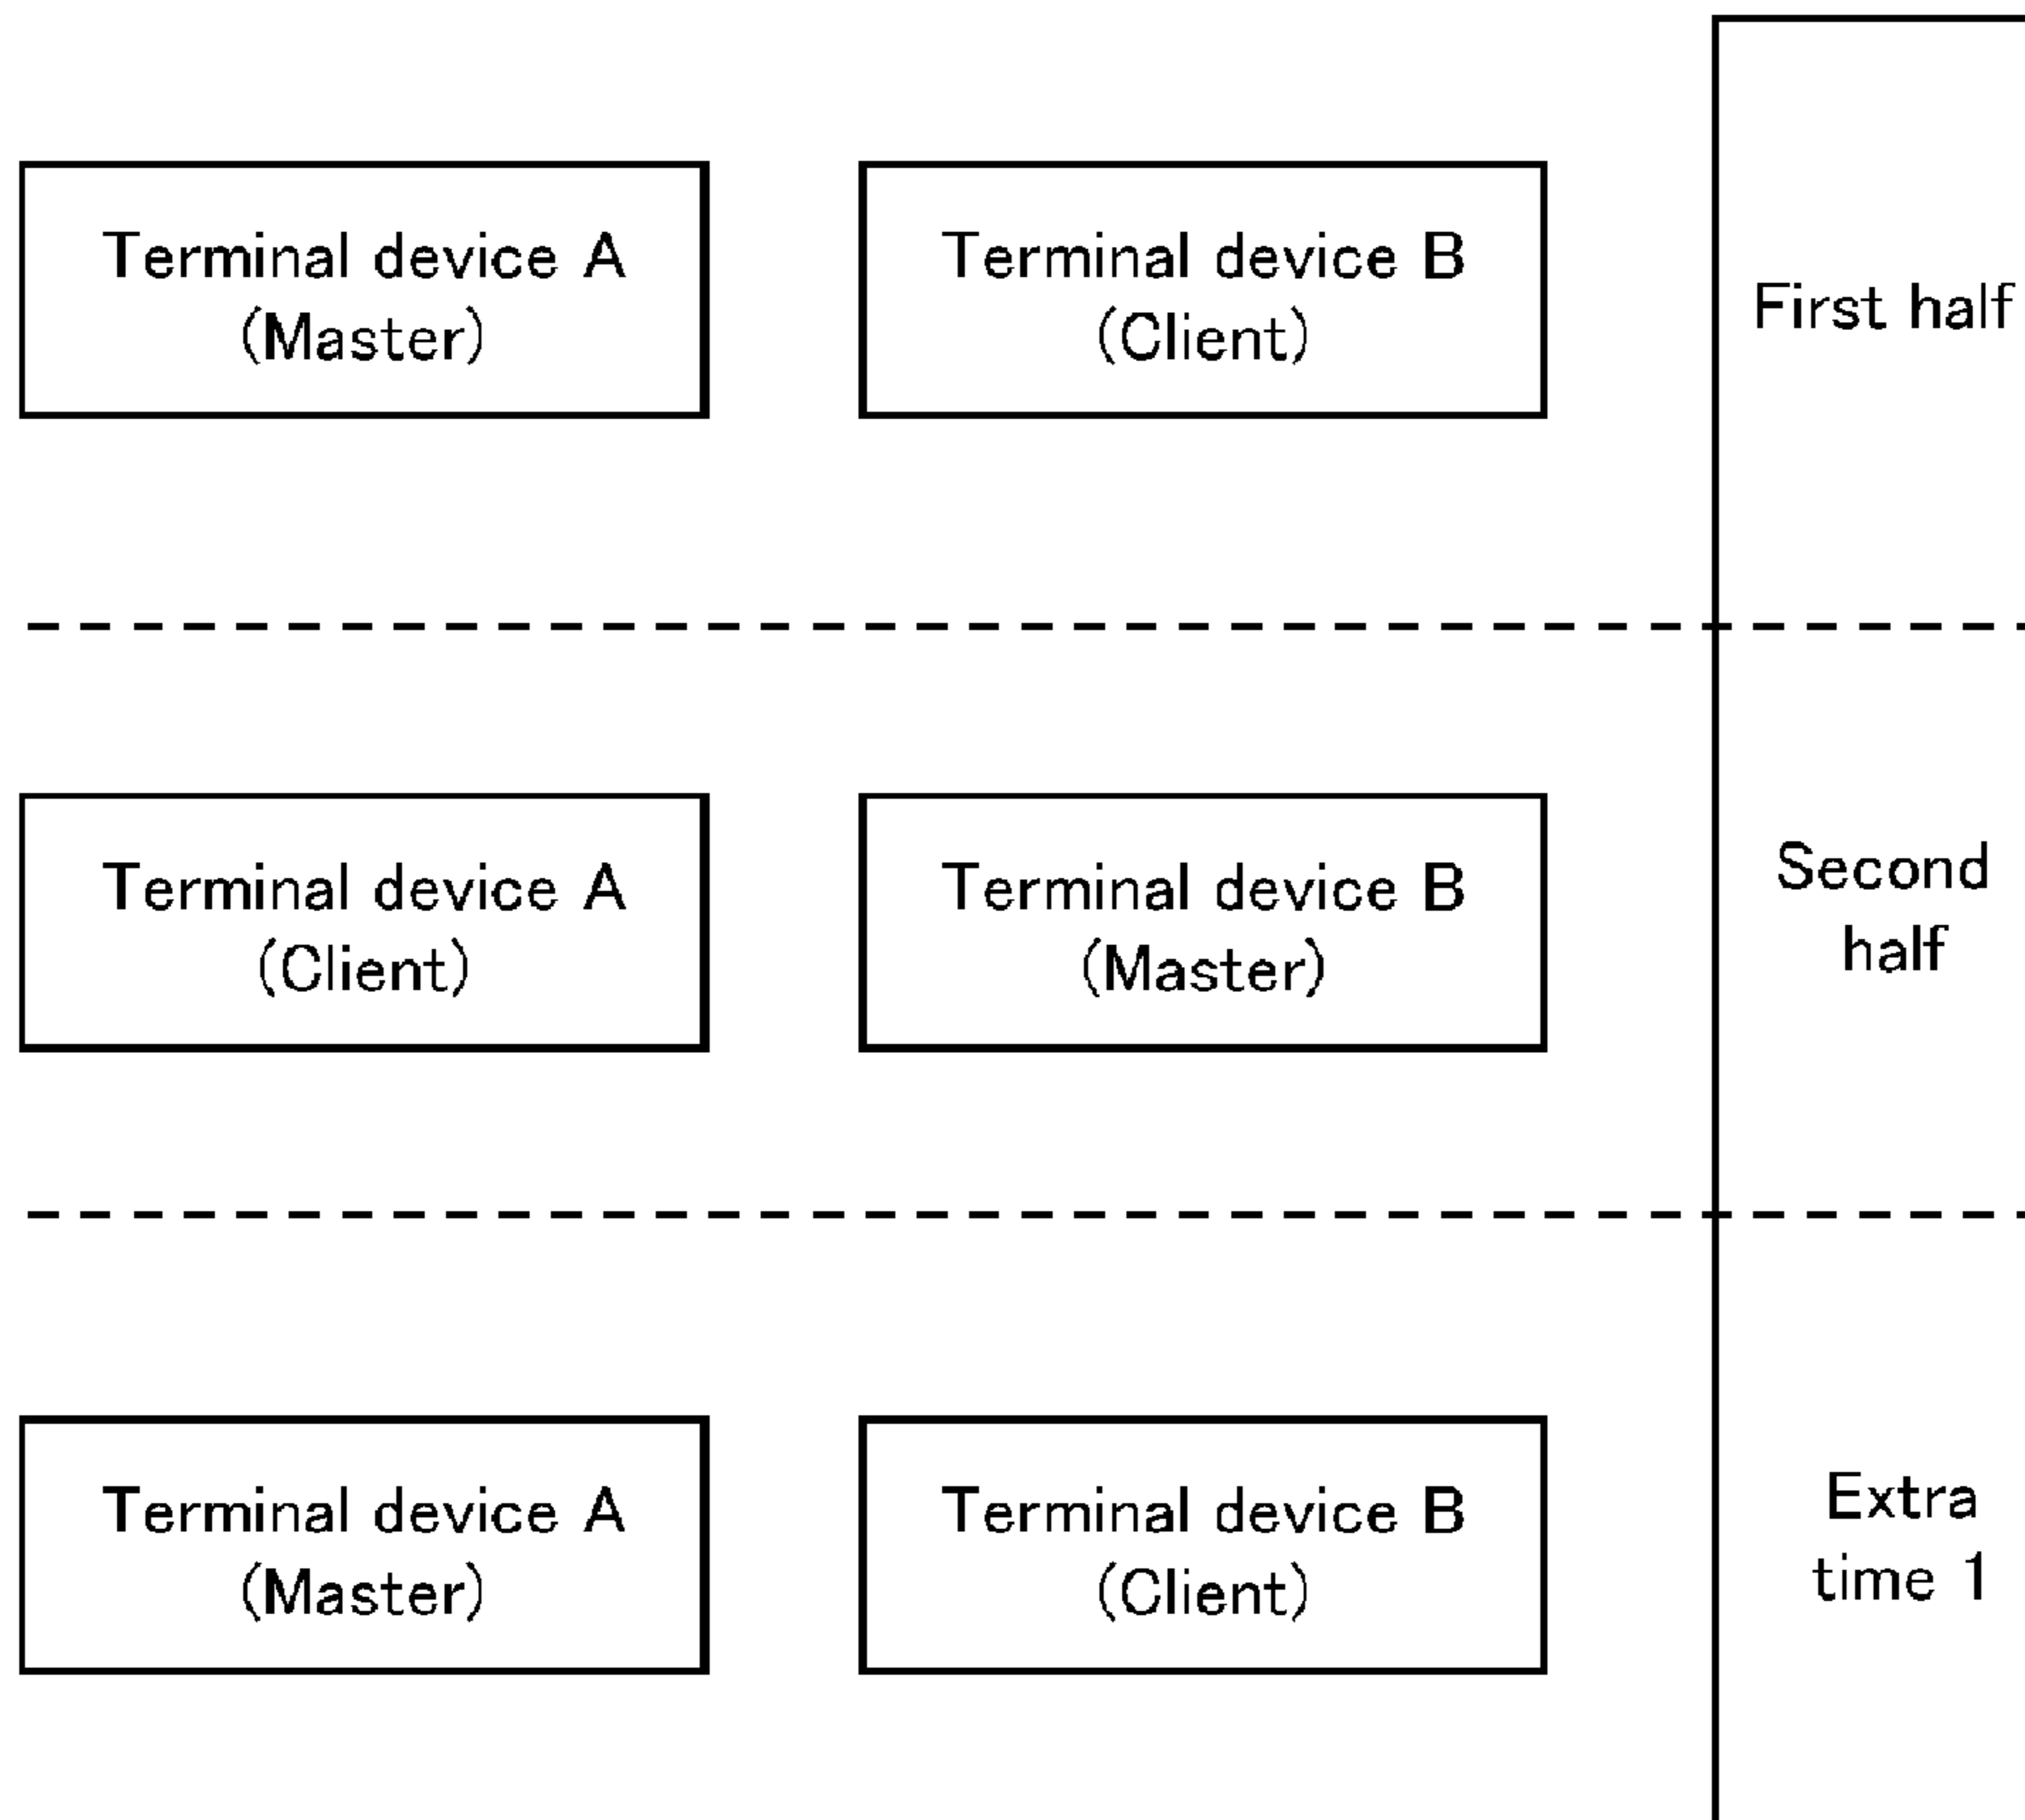 Terminal device A
(Master)
Terminal device B
(Client)
First half
Terminal device A
(Client)
Terminal device B
(Master)
Second
half
Terminal device A
(Master)
Terminal device B
(Client)
Extra
time 1